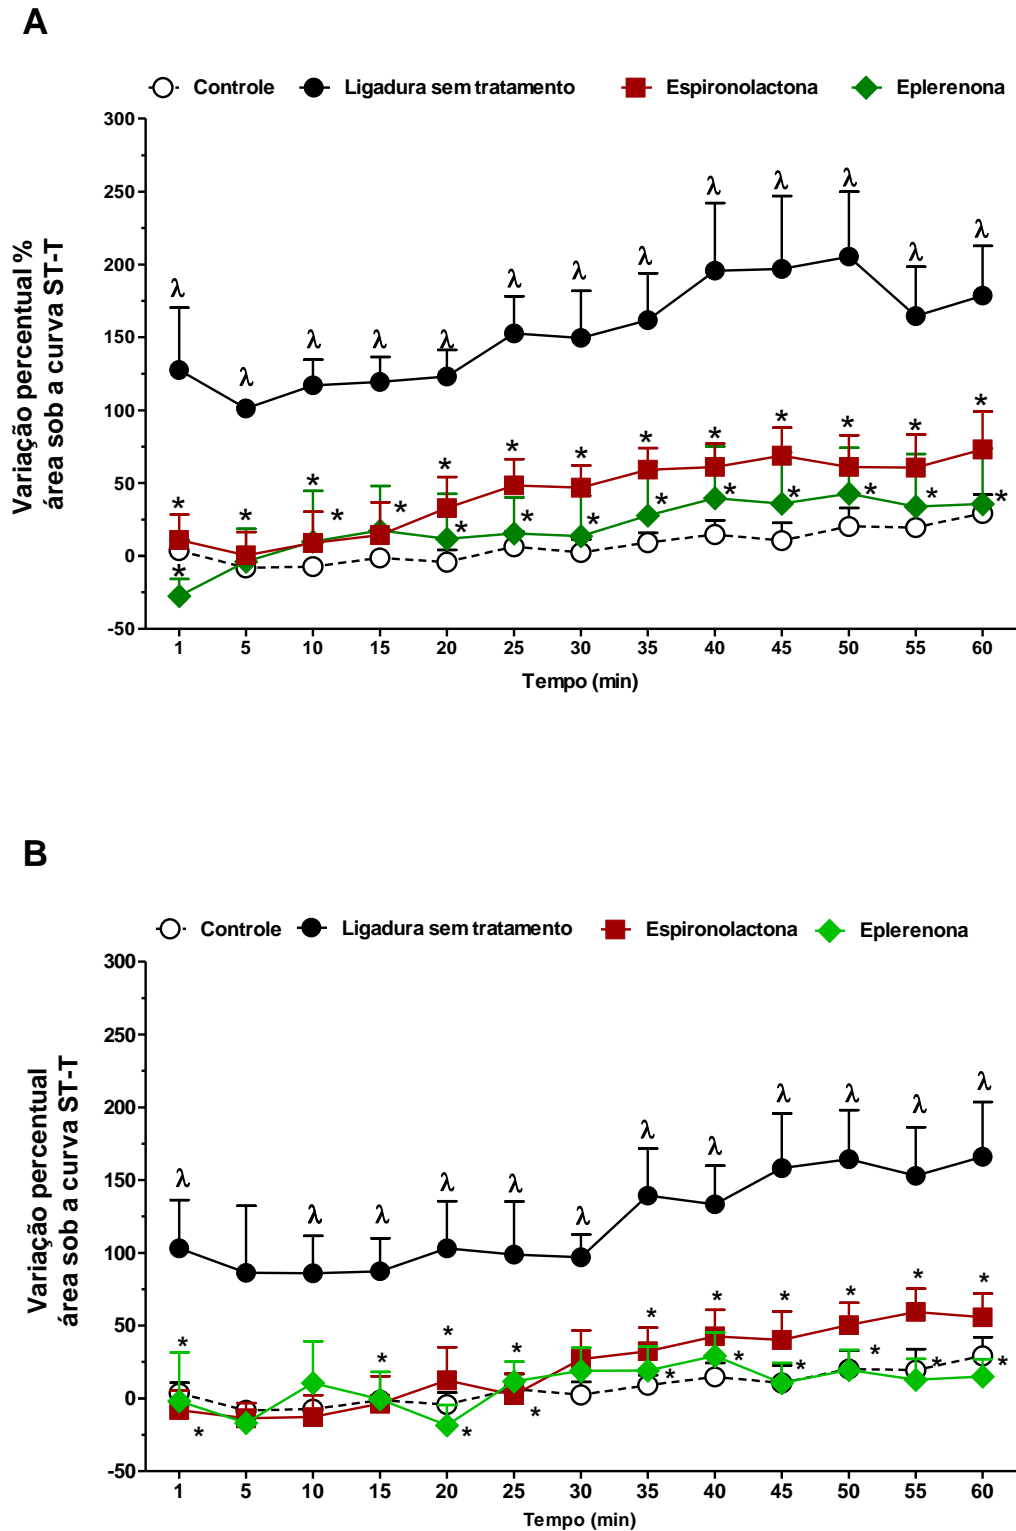 A
Controle Ligadura sem tratamento Espironolactona Eplerenona
Variação percentual %
área sob a curva ST-T
300
250
200
150
100
50
0
-50
λ λ λ λ λ λ λ λ λ λ λ λ λ
* * * * * * * * * * * *
* * * * * * * * * * * *
1 5 10 15 20 25 30 35 40 45 50 55 60
Tempo (min)
B
Controle Ligadura sem tratamento Espironolactona Eplerenona
Variação percentual
área sob a curva ST-T
300
250
200
150
100
50
0
-50
λ λ λ λ λ λ λ λ λ λ λ λ
* * * * * * * * * *
* * * * * * * *
1 5 10 15 20 25 30 35 40 45 50 55 60
Tempo (min)